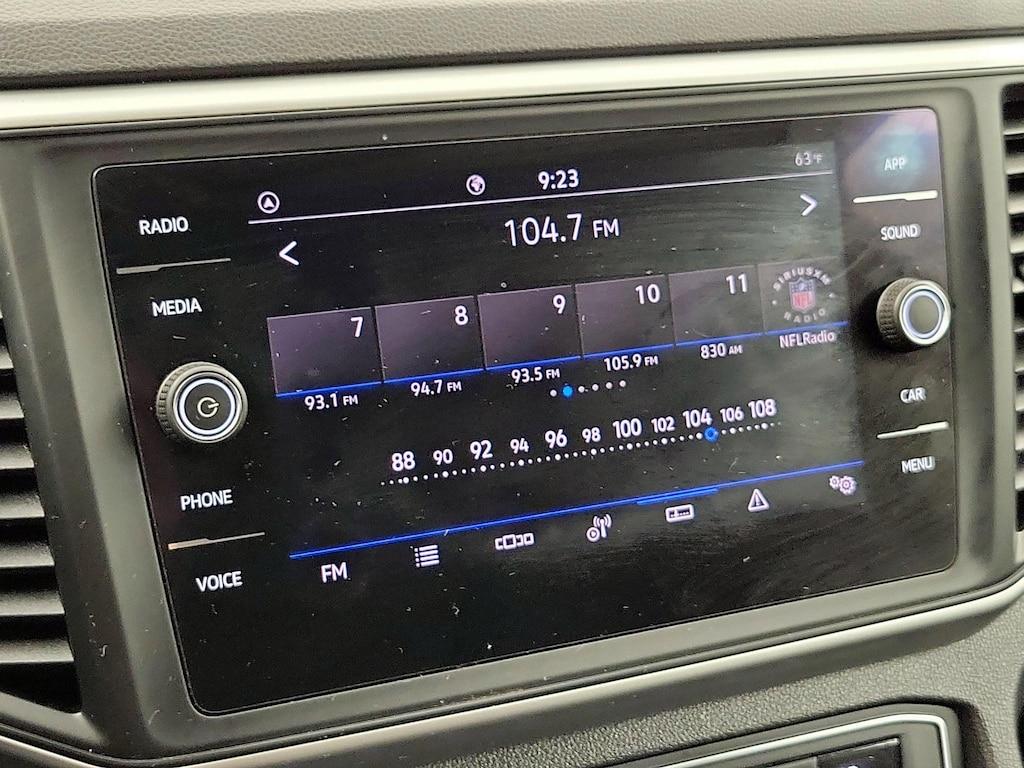 RADIO
MEDIA
PHONE
VOICE
9:23
63°F
104.7 FM
7
8
9
10
11
SIRIUSXM
NFL
RADIO
93.1 FM
94.7 FM
93.5 FM
105.9 FM
830 AM
NFLRadio
88 90 92 94 96 98 100 102 104 106 108
FM
APP
SOUND
CAR
MENU